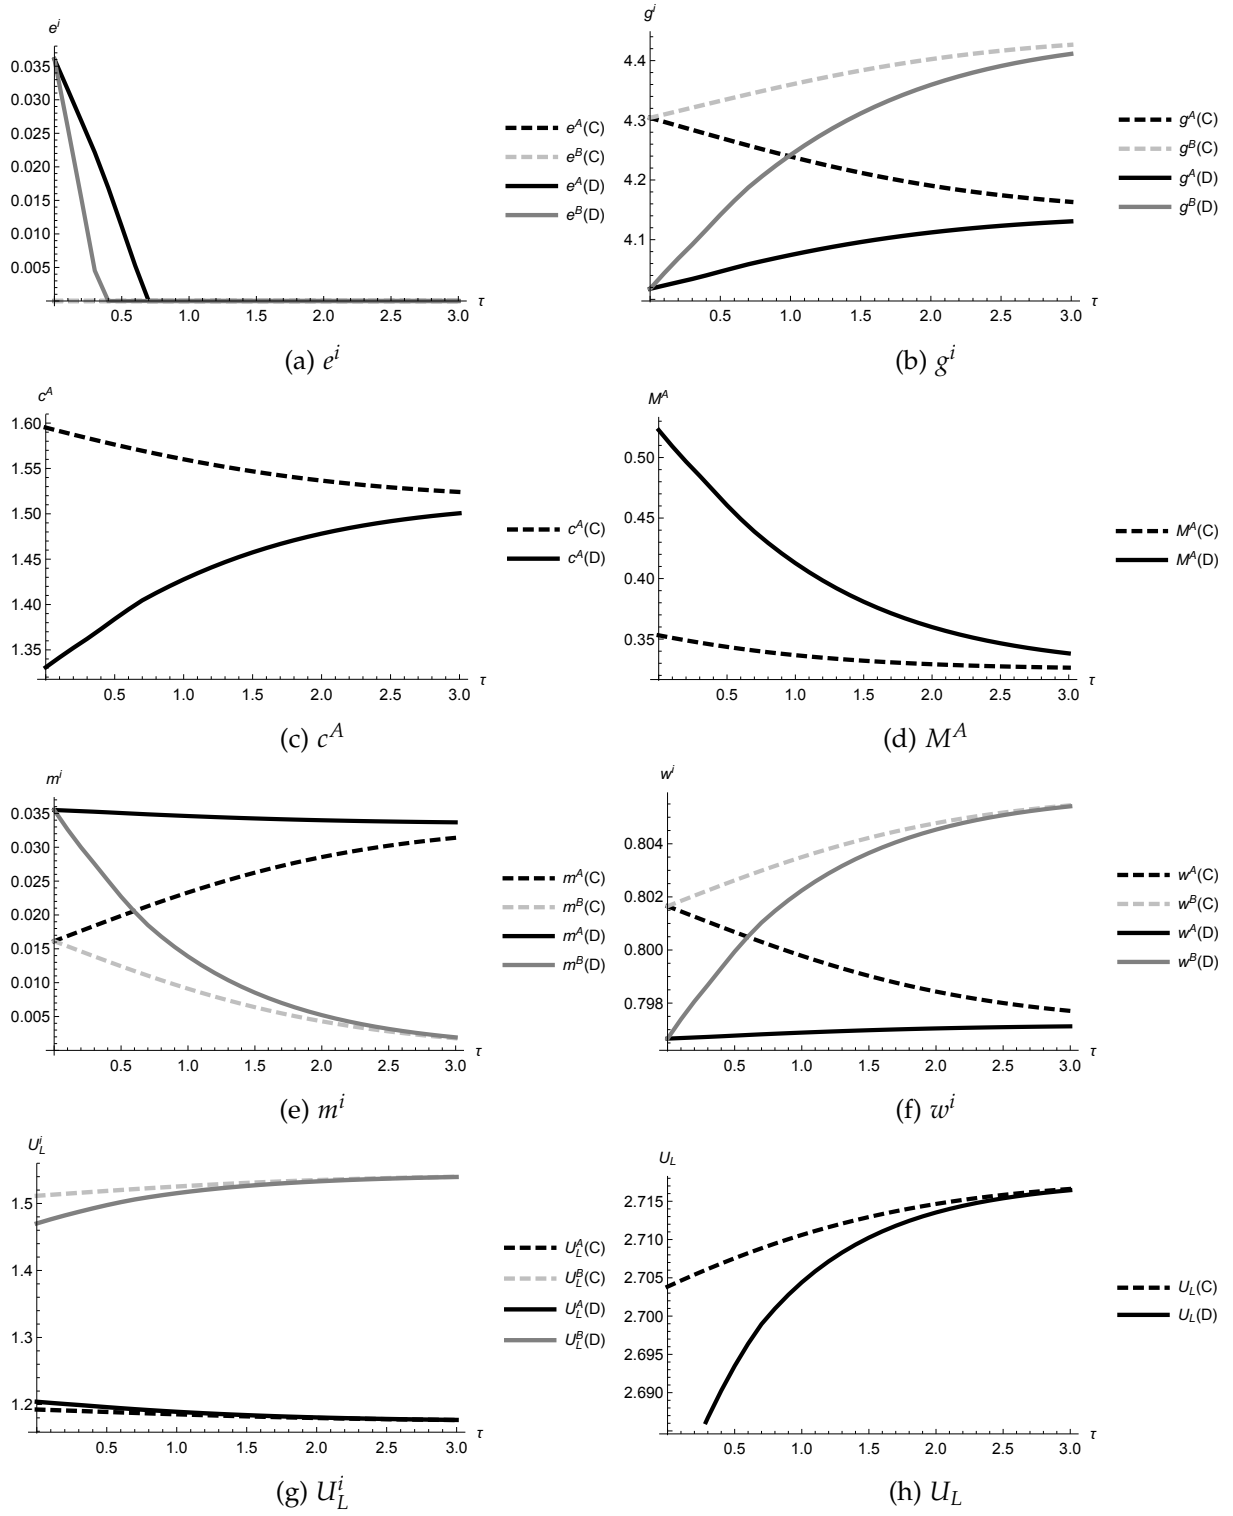 e^i
0.035
0.030
0.025
0.020
0.015
0.010
0.005
0.5 1.0 1.5 2.0 2.5 3.0 τ
e^A(C)
e^B(C)
e^A(D)
e^B(D)
(a) e^i
g^i
4.4
4.3
4.2
4.1
0.5 1.0 1.5 2.0 2.5 3.0 τ
g^A(C)
g^B(C)
g^A(D)
g^B(D)
(b) g^i
c^A
1.60
1.55
1.50
1.45
1.40
1.35
0.5 1.0 1.5 2.0 2.5 3.0 τ
c^A(C)
c^A(D)
(c) c^A
M^A
0.50
0.45
0.40
0.35
0.5 1.0 1.5 2.0 2.5 3.0 τ
M^A(C)
M^A(D)
(d) M^A
m^i
0.035
0.030
0.025
0.020
0.015
0.010
0.005
0.5 1.0 1.5 2.0 2.5 3.0 τ
m^A(C)
m^B(C)
m^A(D)
m^B(D)
(e) m^i
w^i
0.804
0.802
0.800
0.798
0.5 1.0 1.5 2.0 2.5 3.0 τ
w^A(C)
w^B(C)
w^A(D)
w^B(D)
(f) w^i
U_L^i
1.5
1.4
1.3
1.2
0.5 1.0 1.5 2.0 2.5 3.0 τ
U_L^A(C)
U_L^B(C)
U_L^A(D)
U_L^B(D)
(g) U_L^i
U_L
2.715
2.710
2.705
2.700
2.695
2.690
0.5 1.0 1.5 2.0 2.5 3.0 τ
U_L(C)
U_L(D)
(h) U_L